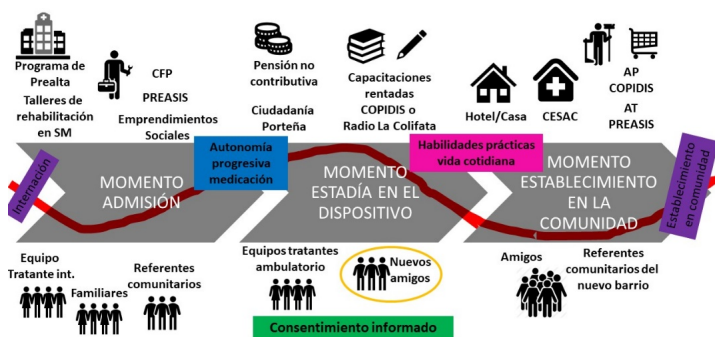 Programa de
Prealta
Talleres de
rehabilitación
en SM
CFP
PREASIS
Emprendimientos
Sociales
Pensión no
contributiva
Ciudadanía
Porteña
Capacitaciones
rentadas
COPIDIS o
Radio La Colifata
Hotel/Casa
CESAC
AP
COPIDIS
AT
PREASIS
Autonomía
progresiva
medicación
Habilidades prácticas
vida cotidiana
Internación
MOMENTO
ADMISIÓN
MOMENTO
ESTADÍA EN EL
DISPOSITIVO
MOMENTO
ESTABLECIMIENTO
EN LA
COMUNIDAD
Establecimiento
en comunidad
Equipo
Tratante int.
Familiares
Referentes
comunitarios
Equipos tratantes
ambulatorio
Nuevos
amigos
Amigos
Referentes
comunitarios del
nuevo barrio
Consentimiento informado